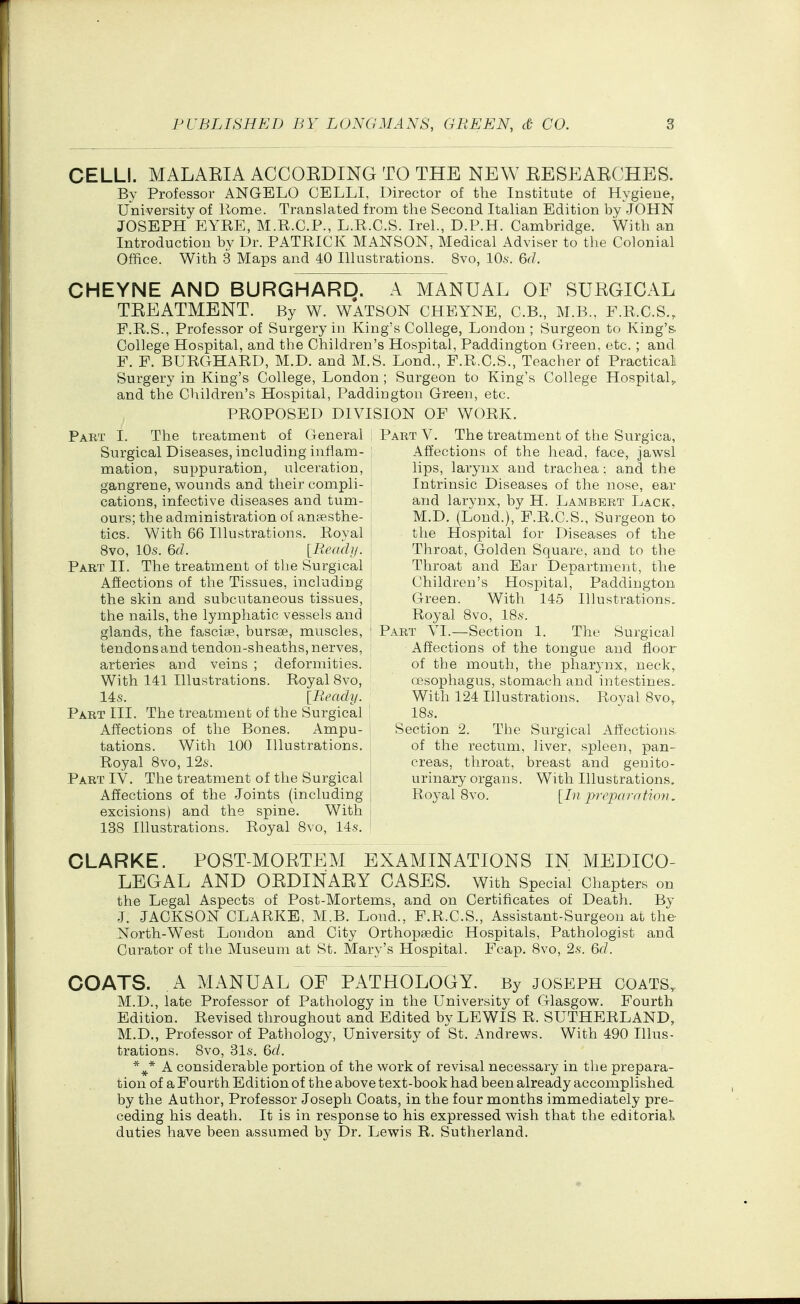 PUBLISHED BY LONGMANS, GREEN, & CO. 3
CELLI. MALARIA ACCORDING TO THE NEW RESEARCHES.
By Professor ANGELO CELLI, Director of the Institute of Hygiene,
University of Rome. Translated from the Second Italian Edition by JOHN
JOSEPH EYRE, M.R.C.P., L.R.C.S. Irel., D.P.H. Cambridge. With an
Introduction by Dr. PATRICK MANSON, Medical Adviser to the Colonial
Office. With 3 Maps and 40 Illustrations. 8vo, 10s. 6d.
CHEYNE AND BURGHARD. A MANUAL OF SURGICAL
TREATMENT. By W. WATSON CHEYNE, C.B., M.B., F.R.C.S.,
F.R.S., Professor of Surgery in King's College, London ; Surgeon to King's
College Hospital, and the Children's Hospital, Paddington Green, etc. ; and
F. F. BURGHARD, M.D. and M.S. Lond., F.R.C.S., Teacher of Practical
Surgery in King's College, London ; Surgeon to King's College Hospital,
and the Children's Hospital, Paddington Green, etc.
PROPOSED DIVISION OF WORK.
PART I. The treatment of General
Surgical Diseases, including inflam-
mation, suppuration, ulceration,
gangrene, wounds and their compli-
cations, infective diseases and tum-
ours; the administration of anæsthe-
tics. With 66 Illustrations. Royal
8vo, 10s. 6d. [Ready.
PART II. The treatment of the Surgical
Affections of the Tissues, including
the skin and subcutaneous tissues,
the nails, the lymphatic vessels and
glands, the fasciæ, bursæ, muscles,
tendons and tendon-sheaths, nerves,
arteries and veins ; deformities.
With 141 Illustrations. Royal 8vo,
14s. [Ready.
PART III. The treatment of the Surgical
Affections of the Bones. Ampu-
tations. With 100 Illustrations.
Royal 8vo, 12s.
PART IV. The treatment of the Surgical
Affections of the Joints (including
excisions) and the spine. With
138 Illustrations. Royal 8vo, 14s.
PART V. The treatment of the Surgica,
Affections of the head, face, jawsl
lips, larynx and trachea ; and the
Intrinsic Diseases of the nose, ear
and larynx, by H. LAMBERT LACK,
M.D. (Lond.), F.R.C.S., Surgeon to
the Hospital for Diseases of the
Throat, Golden Square, and to the
Throat and Ear Department, the
Children's Hospital, Paddington
Green. With 145 Illustrations.
Royal 8vo, 18s.
PART VI.—Section 1. The Surgical
Affections of the tongue and floor
of the mouth, the pharynx, neck,
œsophagus, stomach and intestines.
With 124 Illustrations. Royal 8vo,
18s.
Section 2. The Surgical Affections
of the rectum, liver, spleen, pan-
creas, throat, breast and genito-
urinary organs. With Illustrations.
Royal 8vo. [In preparation.
CLARKE. POST-MORTEM EXAMINATIONS IN MEDICO-
LEGAL AND ORDINARY CASES. With Special Chapters on
the Legal Aspects of Post-Mortems, and on Certificates of Death. By
J. JACKSON CLARKE, M.B. Lond., F.R.C.S., Assistant-Surgeon at the
North-West London and City Orthopædic Hospitals, Pathologist and
Curator of the Museum at St. Mary's Hospital. Fcap. 8vo, 2s. 6d.
COATS. A MANUAL OF PATHOLOGY. By JOSEPH COATS,
M.D., late Professor of Pathology in the University of Glasgow. Fourth
Edition. Revised throughout and Edited by LEWIS R. SUTHERLAND,
M.D., Professor of Pathology, University of St. Andrews. With 490 Illus-
trations. 8vo, 31s. 6d.
*** A considerable portion of the work of revisal necessary in the prepara-
tion of a Fourth Edition of the above text-book had been already accomplished
by the Author, Professor Joseph Coats, in the four months immediately pre-
ceding his death. It is in response to his expressed wish that the editorial
duties have been assumed by Dr. Lewis R. Sutherland.